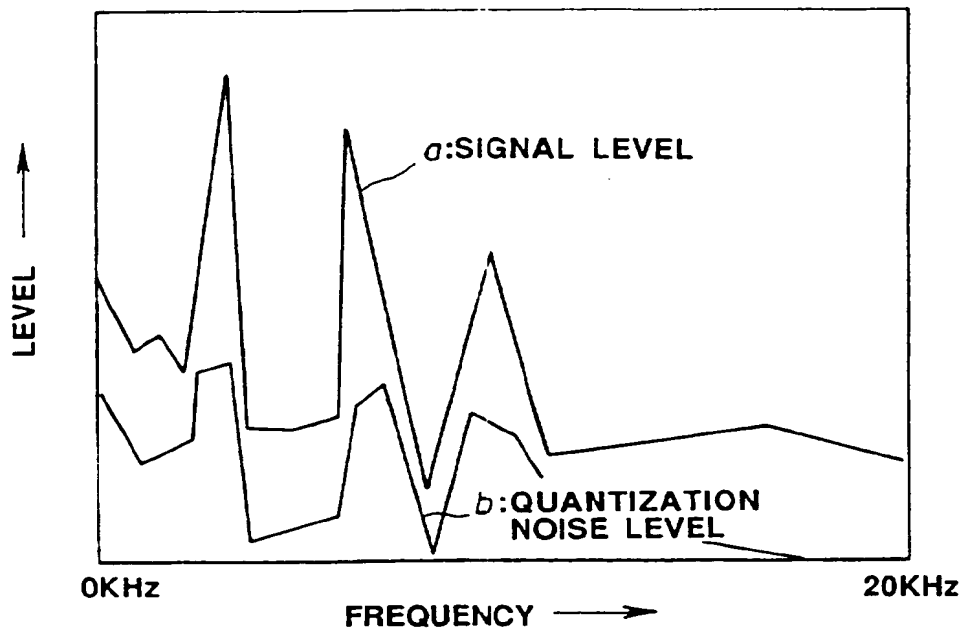 a:SIGNAL LEVEL
LEVEL
b:QUANTIZATION
NOISE LEVEL
0KHz
20KHz
FREQUENCY